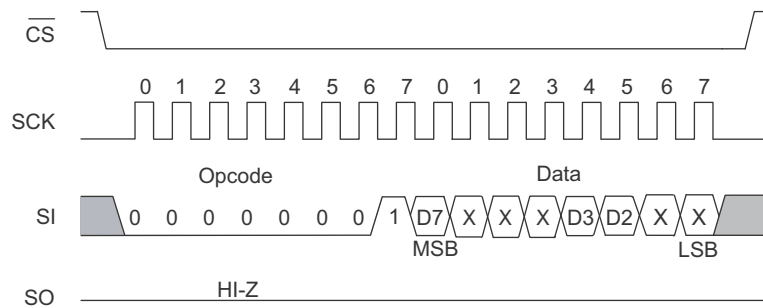 CS
0 1 2 3 4 5 6 7 0 1 2 3 4 5 6 7
SCK
Opcode Data
SI 0 0 0 0 0 0 0 1 D7 X X X D3 D2 X X
MSB LSB
HI-Z
SO